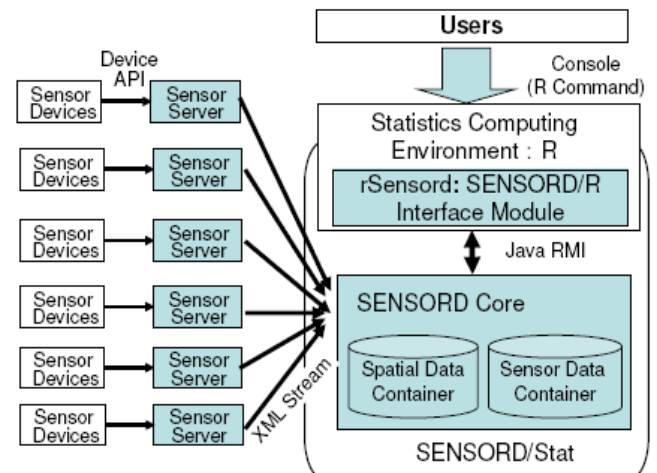 Users
Console
(R Command)
Device
API
Sensor
Devices
Sensor
Server
Sensor
Devices
Sensor
Server
Sensor
Devices
Sensor
Server
Sensor
Devices
Sensor
Server
Sensor
Devices
Sensor
Server
Sensor
Devices
Sensor
Server
XML Stream
Statistics Computing
Environment : R
rSensord: SENSORD/R
Interface Module
Java RMI
SENSORD Core
Spatial Data
Container
Sensor Data
Container
SENSORD/Stat